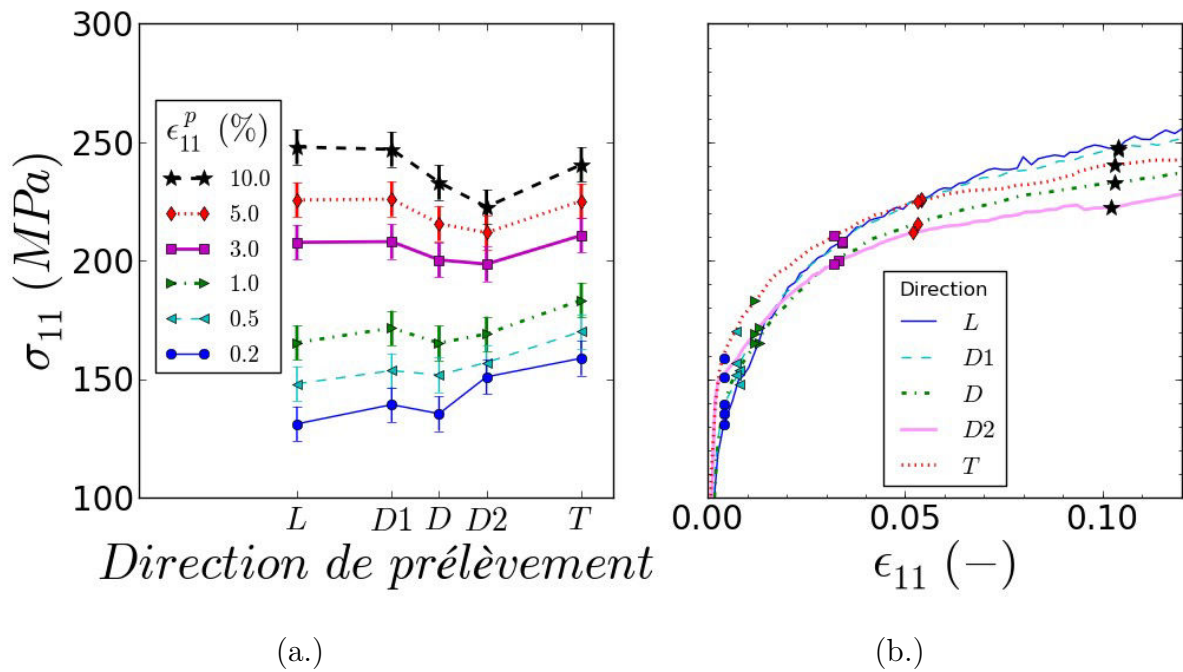 300
250
200
150
100
σ11 (MPa)
ϵ11^p (%)
10.0
5.0
3.0
1.0
0.5
0.2
L D1 D D2 T
Direction de prélèvement
(a.)
Direction
L
D1
D
D2
T
0.00 0.05 0.10
ϵ11 (−)
(b.)